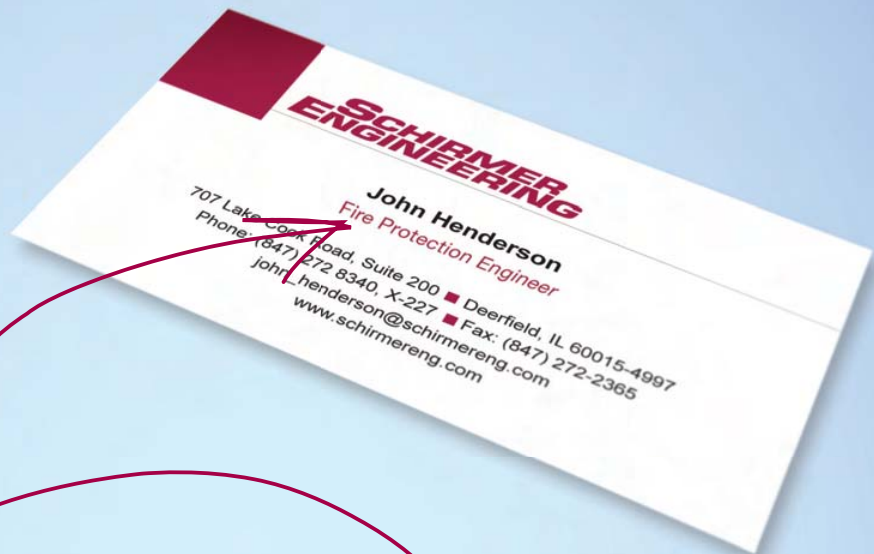 SCHIRMER
ENGINEERING
John Henderson
Fire Protection Engineer
707 Lake Cook Road, Suite 200 ■ Deerfield, IL 60015-4997
Phone: (847) 272 8340, X-227 ■ Fax: (847) 272-2365
john_henderson@schirmereng.com
www.schirmereng.com